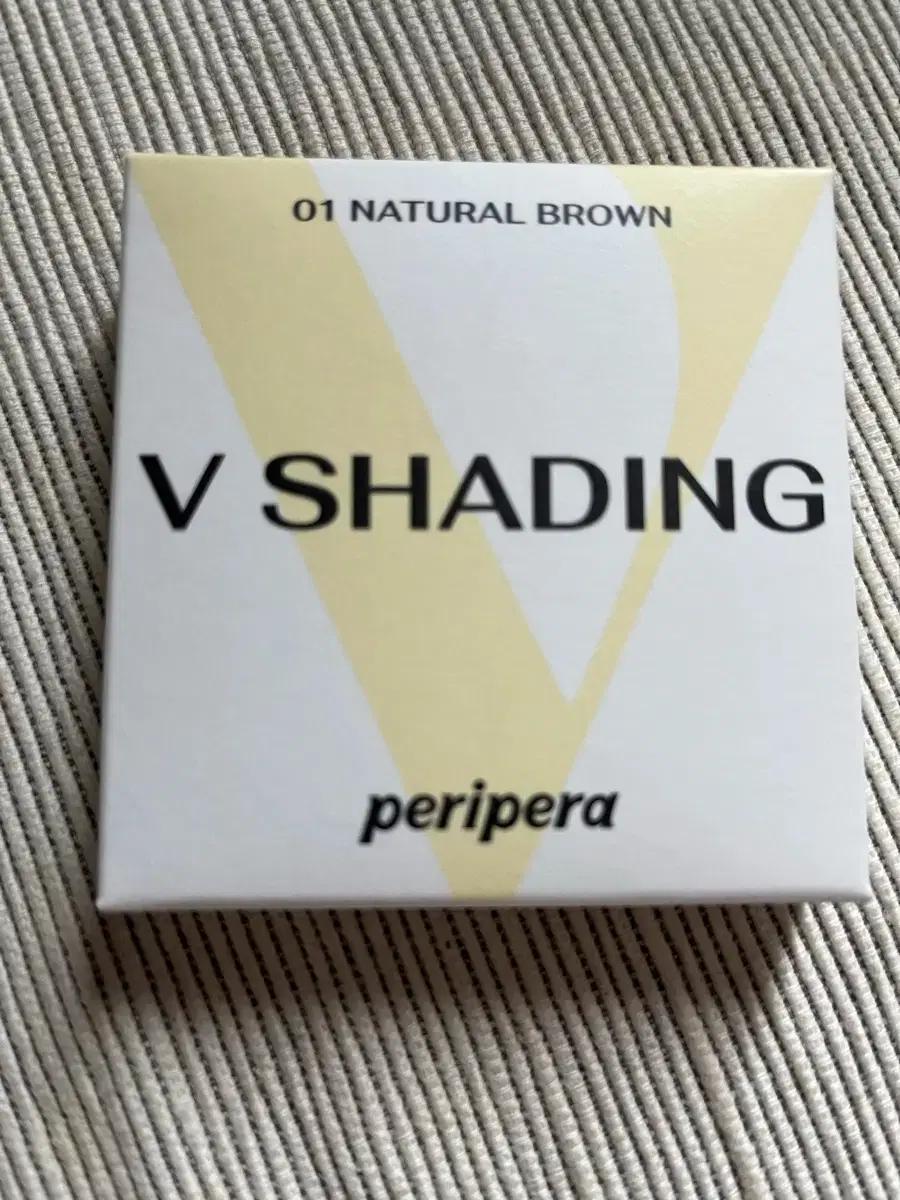 01 NATURAL BROWN
V SHADING
peripera